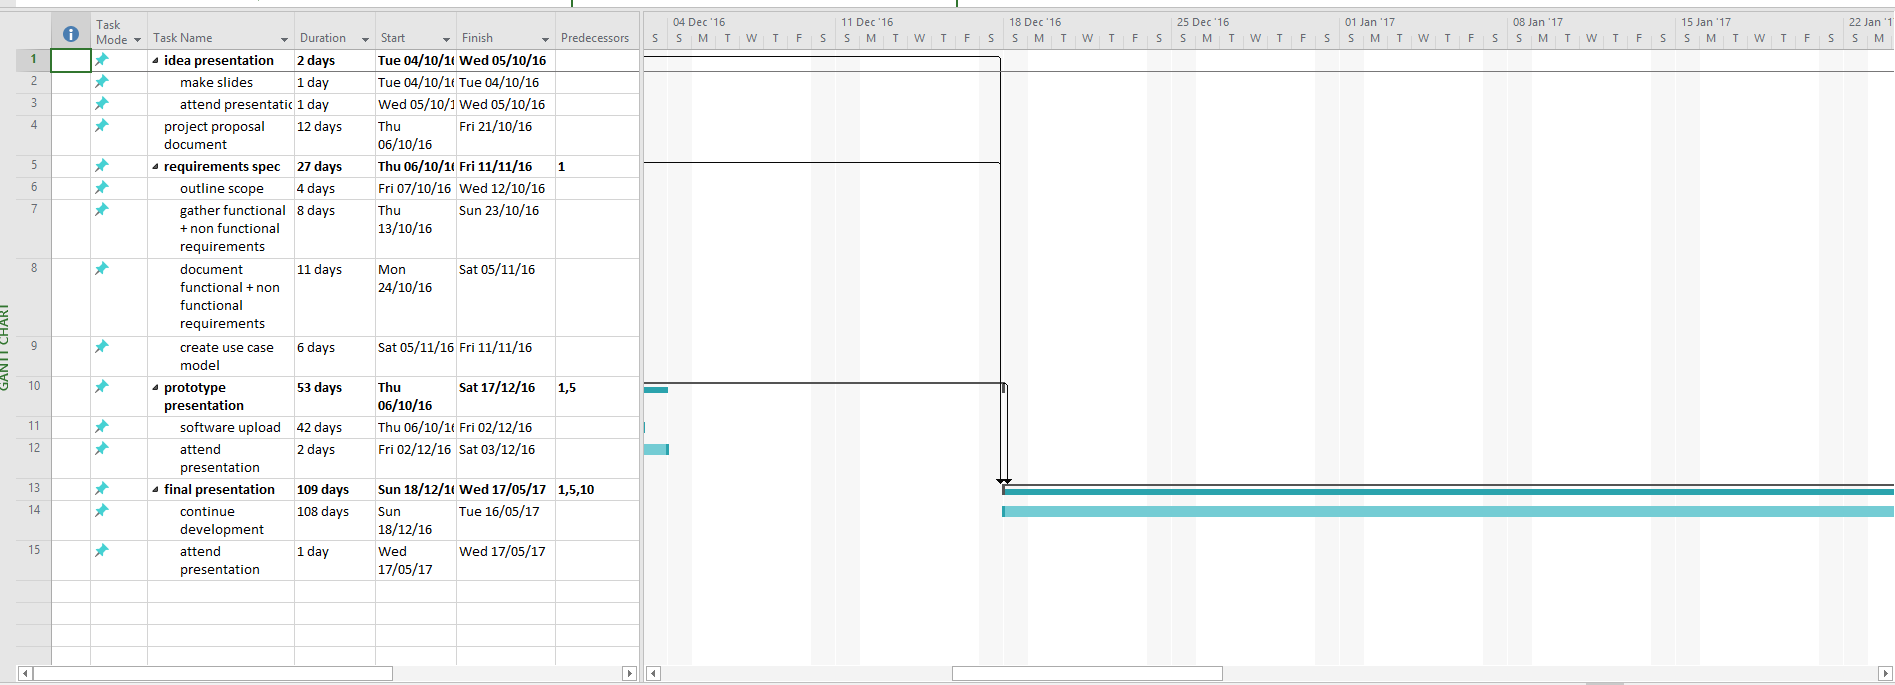 Task Mode Task Name Duration Start Finish Predecessors
04 Dec '16 11 Dec '16 18 Dec '16 25 Dec '16 01 Jan '17 08 Jan '17 15 Jan '17 22 Jan '1
S S M T W T F S S M T W T F S S M T W T F S S M T W T F S S M T W T F S S M T W T F S S M T W T F S S M
1 idea presentation 2 days Tue 04/10/16 Wed 05/10/16
2 make slides 1 day Tue 04/10/16 Tue 04/10/16
3 attend presentatic 1 day Wed 05/10/1 Wed 05/10/16
4 project proposal document 12 days Thu 06/10/16 Fri 21/10/16
5 requirements spec 27 days Thu 06/10/16 Fri 11/11/16 1
6 outline scope 4 days Fri 07/10/16 Wed 12/10/16
7 gather functional + non functional requirements 8 days Thu 13/10/16 Sun 23/10/16
8 document functional + non functional requirements 11 days Mon 24/10/16 Sat 05/11/16
9 create use case model 6 days Sat 05/11/16 Fri 11/11/16
10 prototype presentation 53 days Thu 06/10/16 Sat 17/12/16 1,5
11 software upload 42 days Thu 06/10/16 Fri 02/12/16
12 attend presentation 2 days Fri 02/12/16 Sat 03/12/16
13 final presentation 109 days Sun 18/12/16 Wed 17/05/17 1,5,10
14 continue development 108 days Sun 18/12/16 Tue 16/05/17
15 attend presentation 1 day Wed 17/05/17 Wed 17/05/17
GANTT CHART